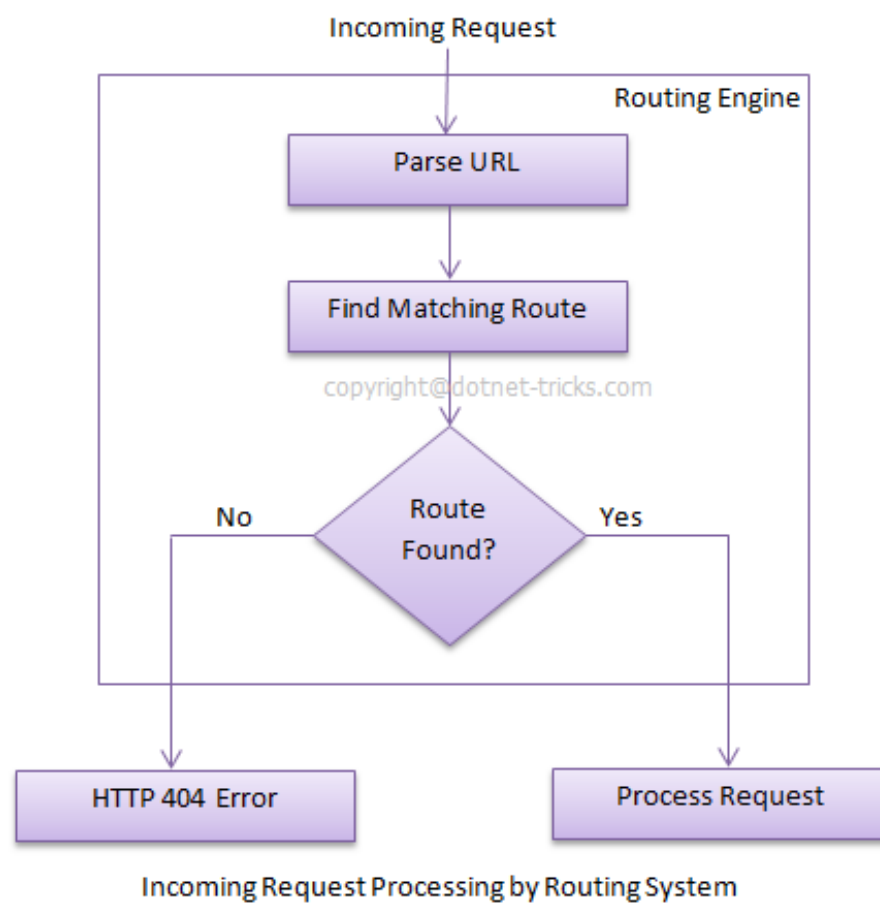 Incoming Request
Routing Engine
Parse URL
Find Matching Route
copyright@dotnet-tricks.com
Route
Found?
No
Yes
HTTP 404 Error
Process Request
Incoming Request Processing by Routing System